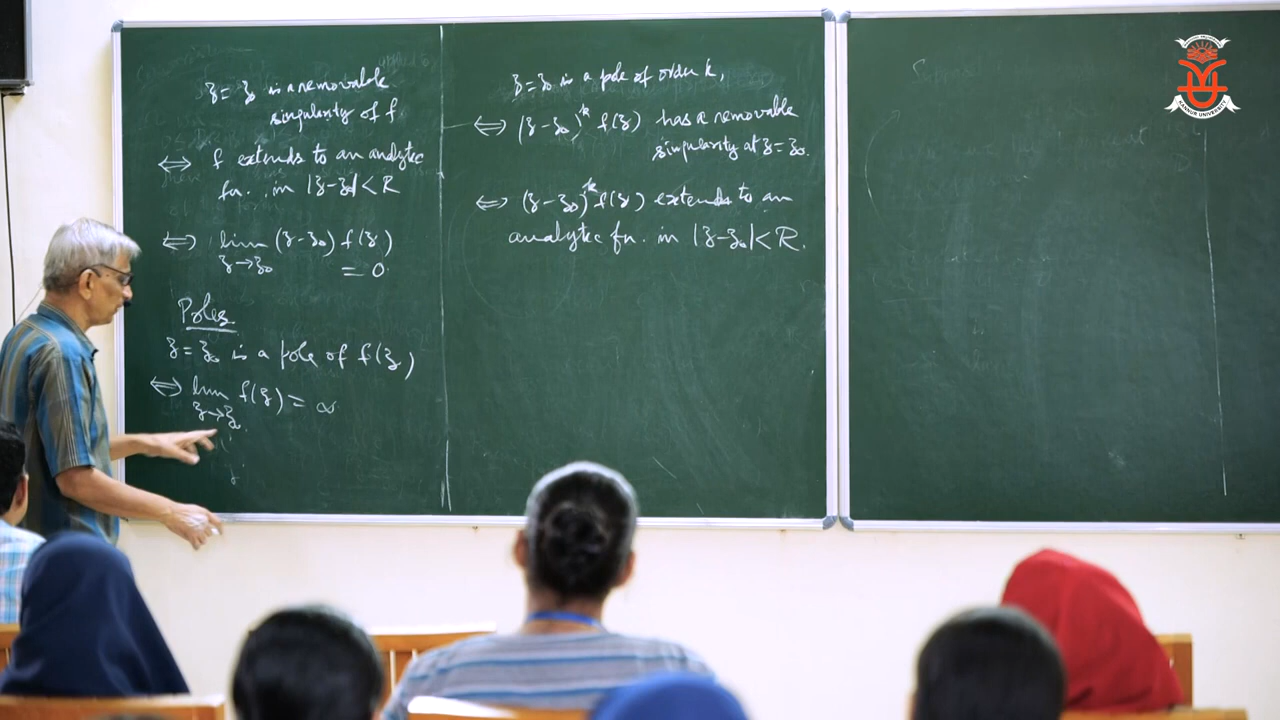 z = z₀ is a removable
singularity of f
⟺ f extends to an analytic
fn. in |z-z₀| < R
⟺ lim (z-z₀) f(z)
z→z₀ = 0.
Poles
z = z₀ is a pole of f(z)
⟺ lim f(z) = ∞
z→z₀.
z = z₀ is a pole of order k,
⟺ (z-z₀)ᵏ f(z) has a removable
singularity at z = z₀.
⟺ (z-z₀)ᵏ f(z) extends to an
analytic fn. in |z-z₀| < R.
KANNUR UNIVERSITY